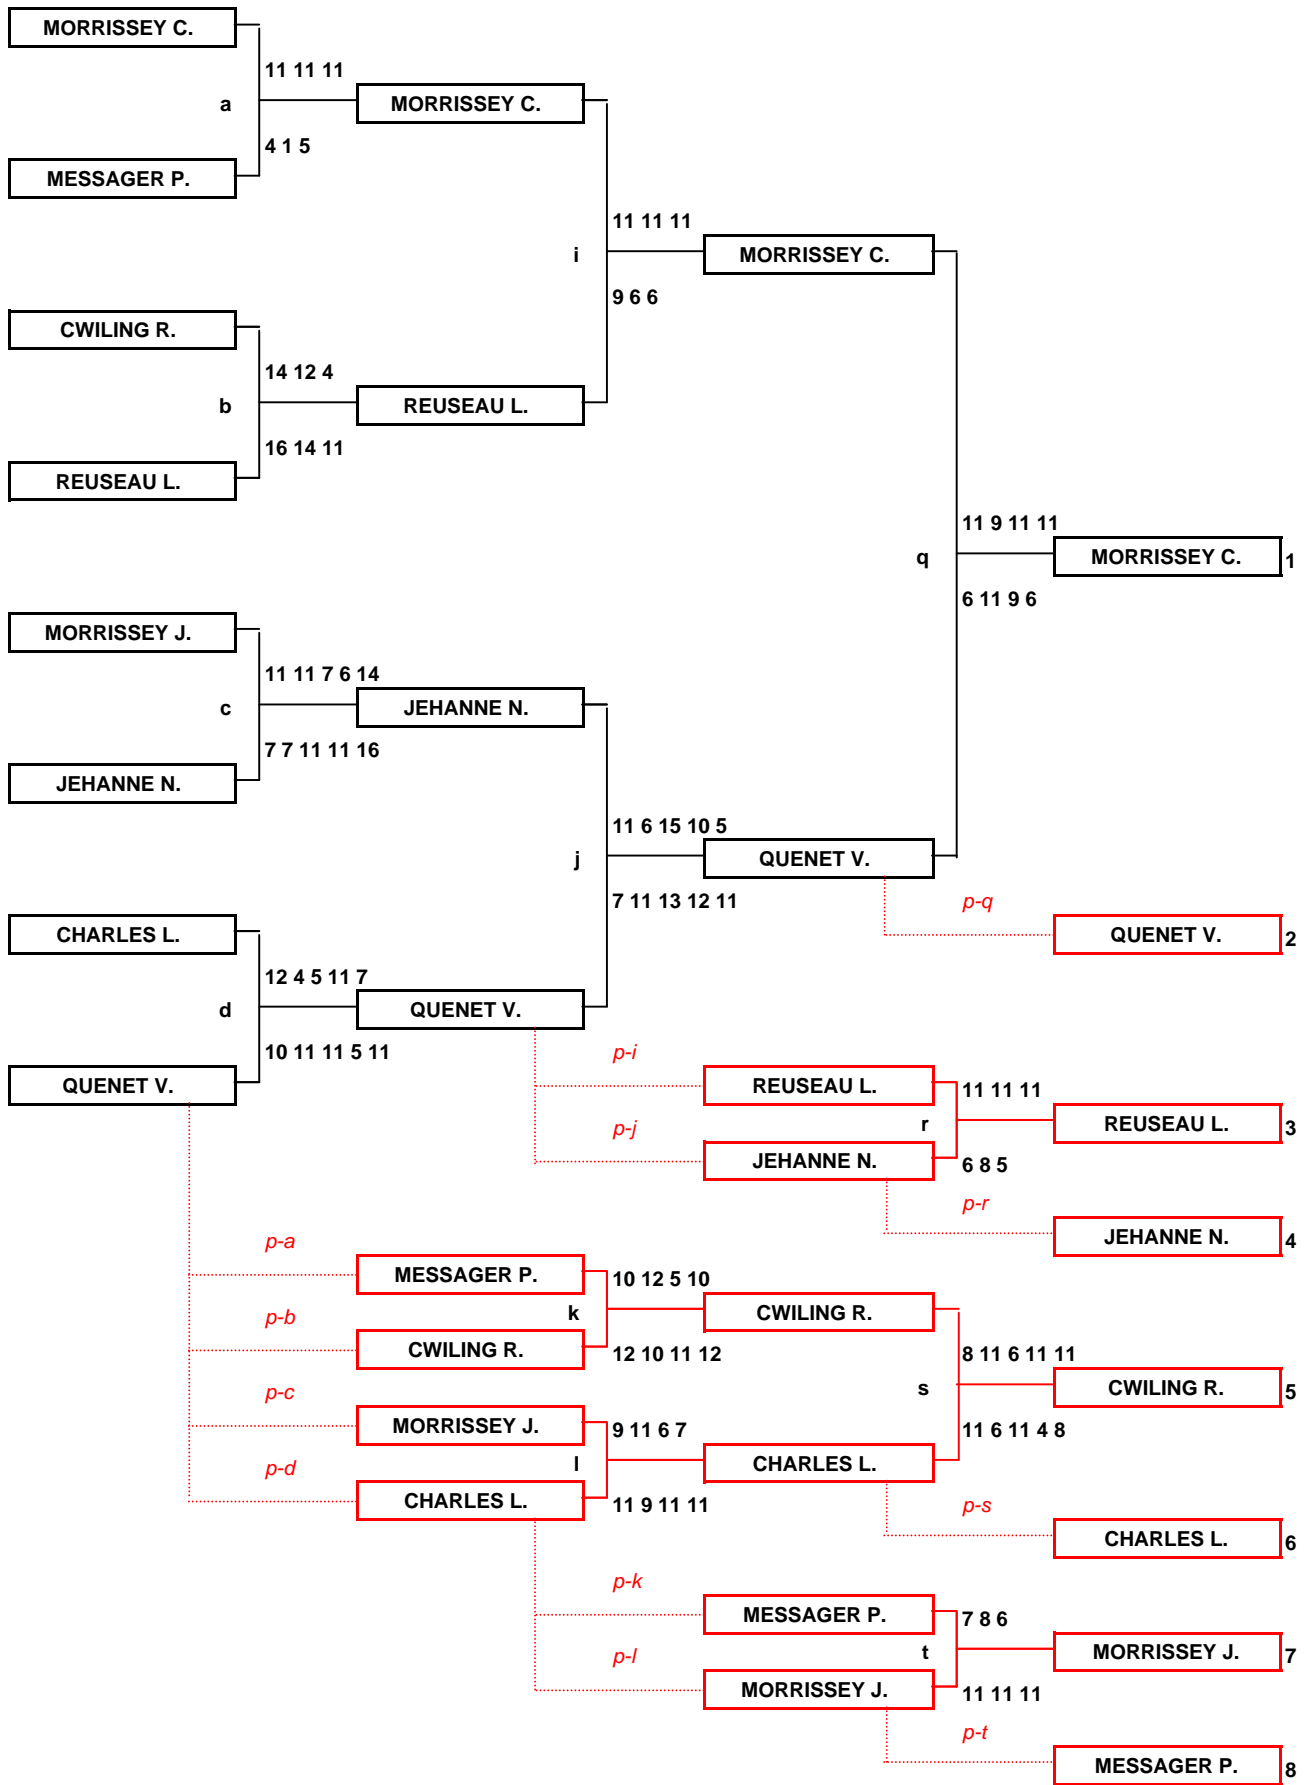 MORRISSEY C.
11 11 11
a
MORRISSEY C.
4 1 5
MESSAGER P.
11 11 11
i
MORRISSEY C.
9 6 6
CWILING R.
14 12 4
b
REUSEAU L.
16 14 11
REUSEAU L.
11 9 11 11
q
MORRISSEY C.
1
6 11 9 6
MORRISSEY J.
11 11 7 6 14
c
JEHANNE N.
7 7 11 11 16
JEHANNE N.
11 6 15 10 5
j
QUENET V.
7 11 13 12 11
p-q
CHARLES L.
QUENET V.
2
12 4 5 11 7
d
QUENET V.
10 11 11 5 11
p-i
QUENET V.
REUSEAU L.
11 11 11
p-j
r
REUSEAU L.
3
JEHANNE N.
6 8 5
p-r
JEHANNE N.
4
p-a
MESSAGER P.
10 12 5 10
p-b
k
CWILING R.
CWILING R.
12 10 11 12
8 11 6 11 11
p-c
s
CWILING R.
5
MORRISSEY J.
9 11 6 7
11 6 11 4 8
p-d
l
CHARLES L.
CHARLES L.
11 9 11 11
p-s
CHARLES L.
6
p-k
MESSAGER P.
7 8 6
p-l
t
MORRISSEY J.
7
MORRISSEY J.
11 11 11
p-t
MESSAGER P.
8